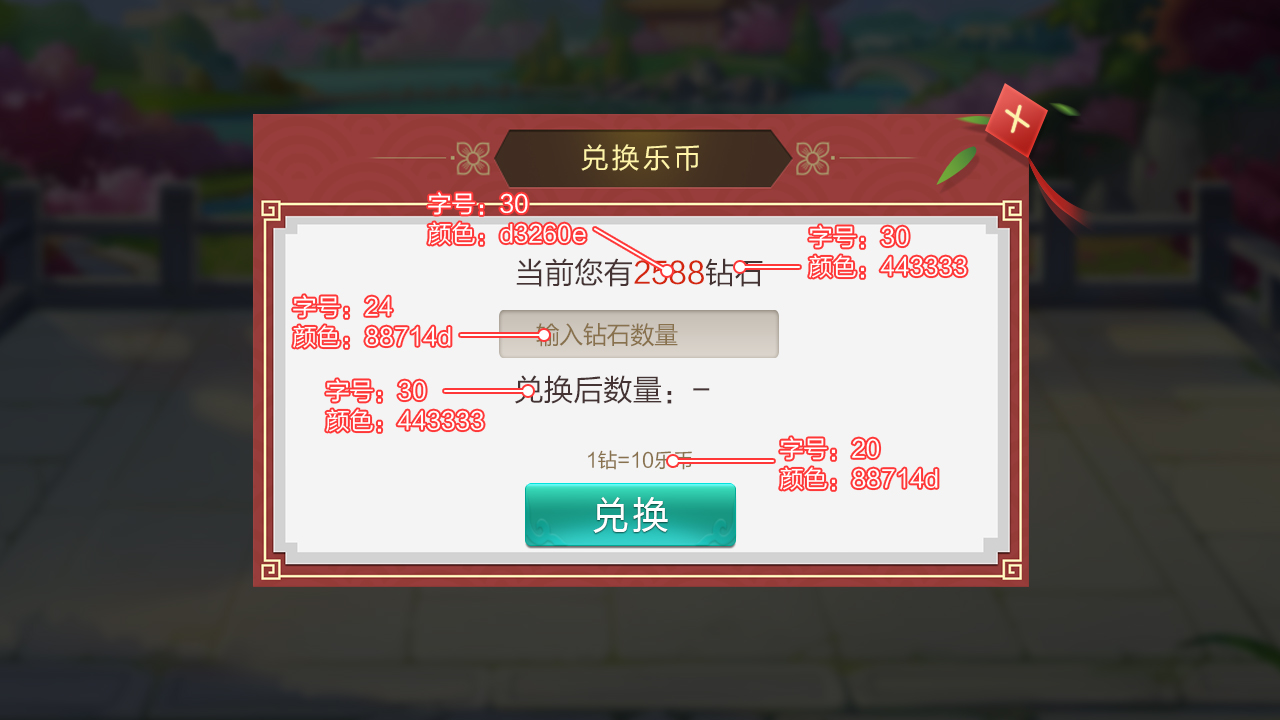 兑换乐币
字号：30
颜色：d3260e
字号：30
颜色：443333
当前您有2588钻石
字号：24
颜色：88714d
输入钻石数量
字号：30
颜色：443333
兑换后数量：–
字号：20
颜色：88714d
1钻=10乐币
兑换